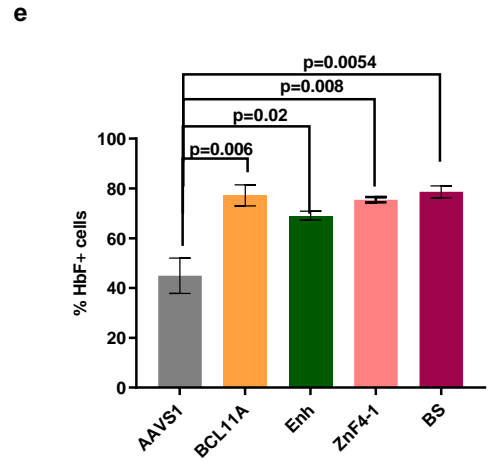 e
p=0.0054
p=0.008
p=0.02
p=0.006
100
80
60
40
20
0
% HbF+ cells
AAVS1
BCL11A
Enh
ZnF4-1
BS